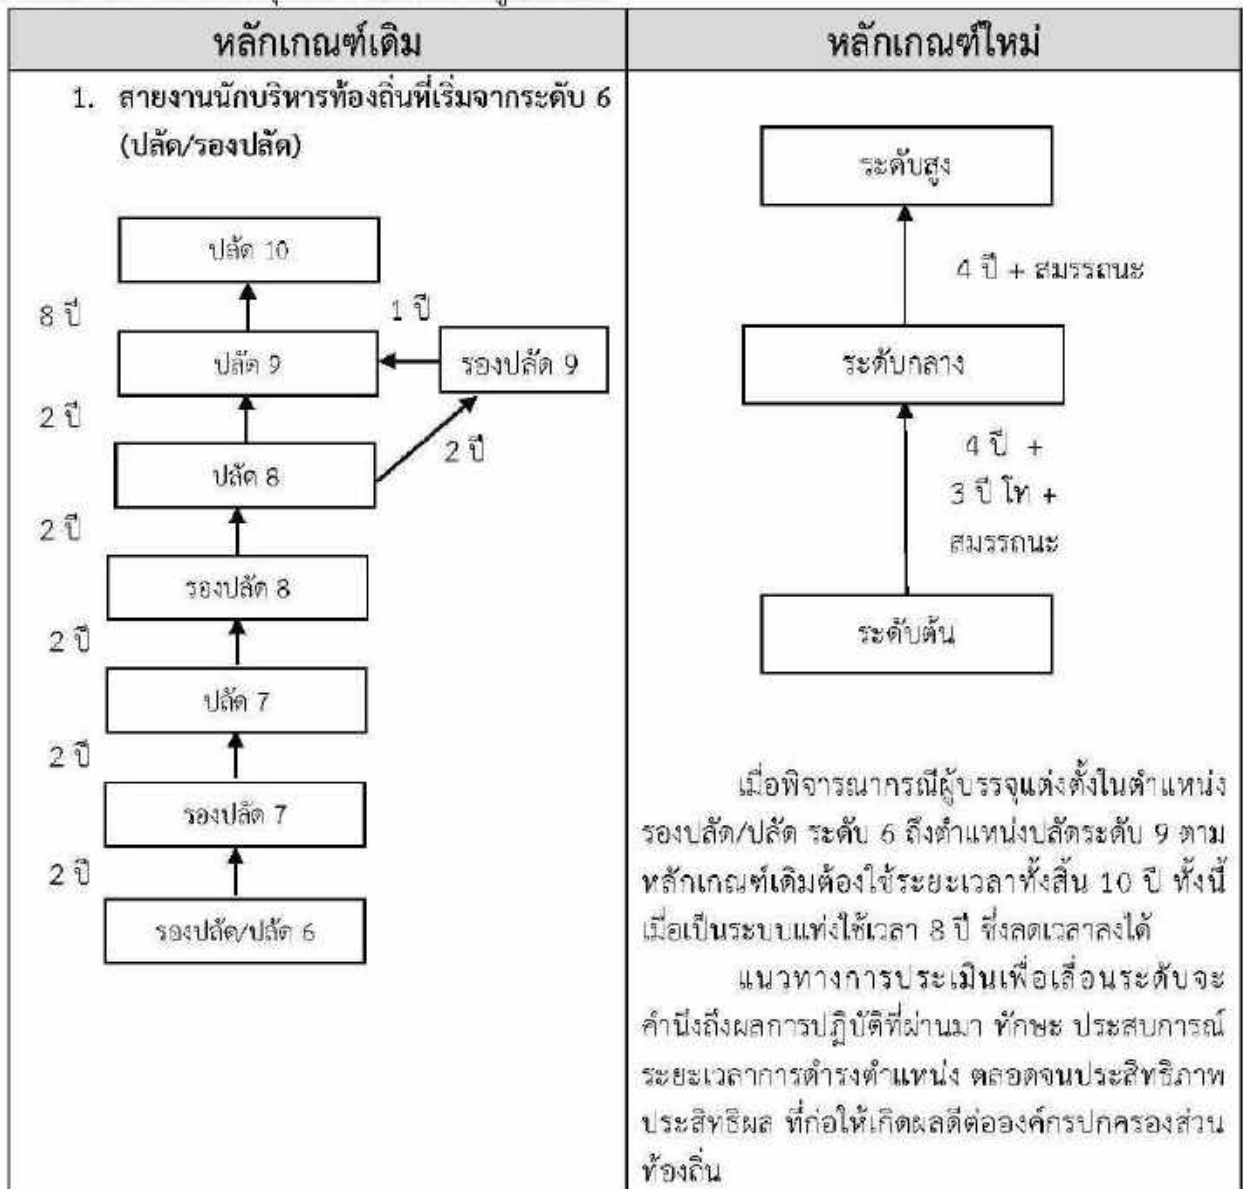 หลักเกณฑ์เดิม
หลักเกณฑ์ใหม่
1. สายงานนักบริหารท้องถิ่นที่เริ่มจากระดับ 6
(ปลัด/รองปลัด)
ปลัด 10
8 ปี
1 ปี
ปลัด 9
รองปลัด 9
2 ปี
2 ปี
ปลัด 8
2 ปี
รองปลัด 8
2 ปี
ปลัด 7
2 ปี
รองปลัด 7
2 ปี
รองปลัด/ปลัด 6
ระดับสูง
4 ปี + สมรรถนะ
ระดับกลาง
4 ปี +
3 ปี โท +
สมรรถนะ
ระดับต้น
เมื่อพิจารณากรณีผู้บรรจุแต่งตั้งในตำแหน่ง
รองปลัด/ปลัด ระดับ 6 ถึงตำแหน่งปลัดระดับ 9 ตาม
หลักเกณฑ์เดิมต้องใช้ระยะเวลาทั้งสิ้น 10 ปี ทั้งนี้
เมื่อเป็นระบบแท่งใช้เวลา 8 ปี ซึ่งลดเวลาลงได้
แนวทางการประเมินเพื่อเลื่อนระดับจะ
คำนึงถึงผลการปฏิบัติที่ผ่านมา ทักษะ ประสบการณ์
ระยะเวลาการดำรงตำแหน่ง ตลอดจนประสิทธิภาพ
ประสิทธิผล ที่ก่อให้เกิดผลดีต่อองค์กรปกครองส่วน
ท้องถิ่น